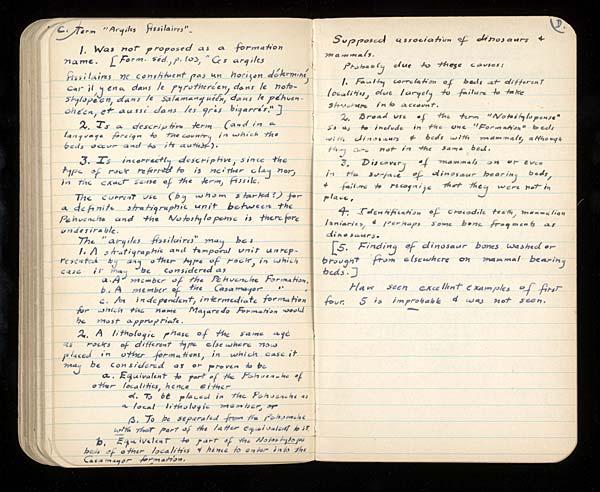 C. Term "Argiles fissilaires".
1. Was not proposed as a formation
name. [Form. sed., p. 103, "Ces argiles
fissilaires ne constituent pas un horizon déterminé,
car il y en a dans le pyrothéréen, dans le noto-
stylopéen, dans le salamanquéen, dans le péhuen-
chéen, et aussi dans les grès bigarrés."]
2. Is a descriptive term (and in a
language foreign to the country in which the
beds occur and to its author).
3. Is incorrectly descriptive, since the
type of rock referred to is neither clay nor,
in the exact sense of the term, fissile.
The current use (by whom started?) for
a definite stratigraphic unit between the
Pehuenche and the Notostylopense is therefore
undesirable.
The "argiles fissilaires" may be:
1. A stratigraphic and temporal unit unrep-
resented by any other type of rock, in which
case it may be considered as
a. A member of the Pehuenche Formation.
b. A member of the Casamayor "
c. An independent, intermediate formation
for which the name Majaredo Formation would
be most appropriate.
2. A lithologic phase of the same age
as rocks of different type elsewhere now
placed in other formations, in which case it
may be considered as or proven to be
a. Equivalent to part of the Pehuenche of
other localities, hence either
α. To be placed in the Pehuenche as
a local lithologic member, or
β. To be separated from the Pehuenche
with that part of the latter equivalent to it.
b. Equivalent to part of the Notostylops
beds of other localities & hence to enter into the
Casamayor formation.
D.
Supposed association of dinosaurs &
mammals.
Probably due to these causes:
1. Faulty correlation of beds at different
localities, due largely to failure to take
structure into account.
2. Broad use of the term "Notostylopense"
so as to include in the one "Formation" beds
with dinosaurs & beds with mammals, although
they are not in the same bed.
3. Discovery of mammals on or even
in the surface of dinosaur bearing beds,
& failure to recognize that they were not in
place.
4. Identification of crocodile teeth, mammalian
laniaries, & perhaps some bone fragments as
dinosaurs.
[5. Finding of dinosaur bones washed or
brought from elsewhere on mammal bearing
beds.]
Have seen excellent examples of first
four. 5 is improbable & was not seen.